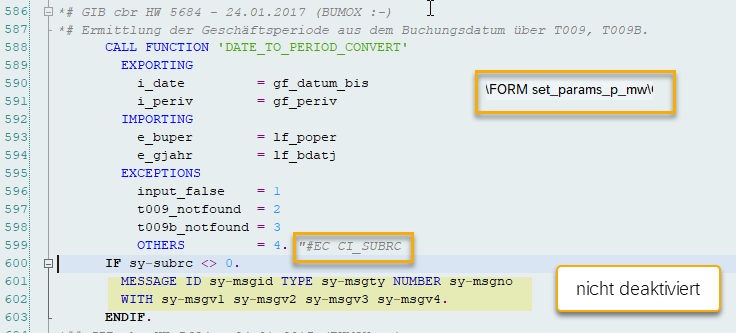 586 *# GIB cbr HW 5684 - 24.01.2017 (BUMOX :-)
587 *# Ermittlung der Geschäftsperiode aus dem Buchungsdatum über T009, T009B.
588 CALL FUNCTION 'DATE_TO_PERIOD_CONVERT'
589 EXPORTING
590 i_date = gf_datum_bis
591 i_periv = gf_periv
592 IMPORTING
593 e_buper = lf_poper
594 e_gjahr = lf_bdatj
595 EXCEPTIONS
596 input_false = 1
597 t009_notfound = 2
598 t009b_notfound = 3
599 OTHERS = 4. "#EC CI_SUBRC
600 IF sy-subrc <> 0.
601 MESSAGE ID sy-msgid TYPE sy-msgty NUMBER sy-msgno
602 WITH sy-msgv1 sy-msgv2 sy-msgv3 sy-msgv4.
603 ENDIF.
\FORM set_params_p_mw\
nicht deaktiviert